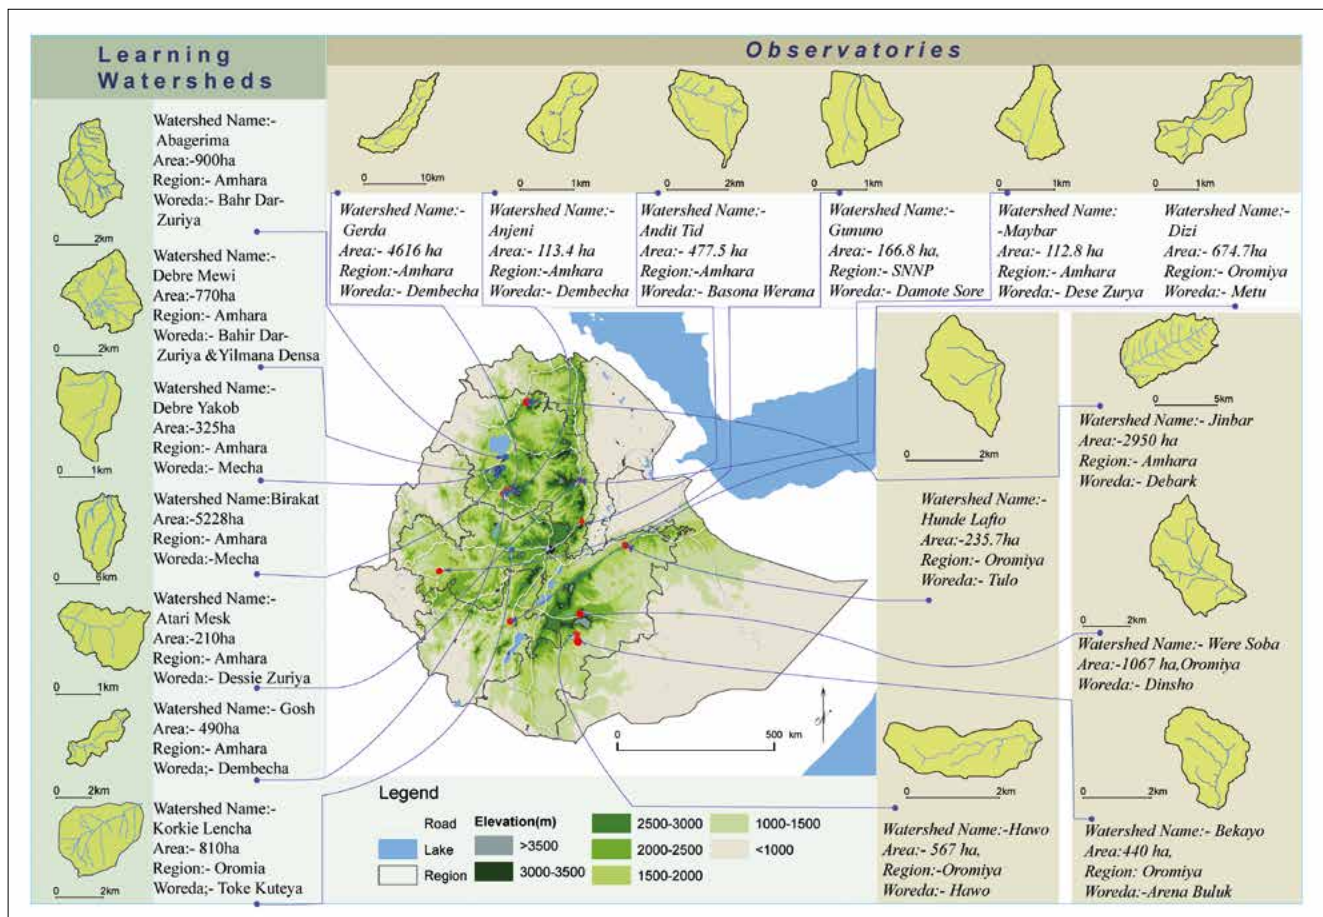 Learning
Watersheds
Observatories
Watershed Name:-
Abagerima
Area:-900ha
Region:- Amhara
Woreda:- Bahr Dar-
Zuriya
2km
Watershed Name:-
Debre Mewi
Area:-770ha
Region:- Amhara
Woreda:- Bahir Dar-
Zuriya &Yilmana Densa
0 2km
Watershed Name:-
Debre Yakob
Area:-325ha
Region:- Amhara
Woreda:- Mecha
0 1km
Watershed Name:Birakat
Area:-5228ha
Region:- Amhara
Woreda:-Mecha
0 6km
Watershed Name:-
Atari Mesk
Area:-210ha
Region:- Amhara
Woreda:- Dessie Zuriya
0 1km
Watershed Name:- Gosh
Area:- 490ha
Region:- Amhara
Woreda;- Dembecha
0 2km
Watershed Name:-
Korkie Lencha
Area:- 810ha
Region:- Oromia
Woreda;- Toke Kuteya
0 2km
0 10km
Watershed Name:-
Gerda
Area:- 4616 ha
Region:-Amhara
Woreda:- Dembecha
0 1km
Watershed Name:-
Anjeni
Area:- 113.4 ha
Region:-Amhara
Woreda:- Dembecha
0 2km
Watershed Name:-
Andit Tid
Area:- 477.5 ha
Region:-Amhara
Woreda:- Basona Werana
0 1km
Watershed Name:-
Gununo
Area:- 166.8 ha,
Region:- SNNP
Woreda:- Damote Sore
0 1km
Watershed Name:
-Maybar
Area:- 112.8 ha
Region:- Amhara
Woreda:- Dese Zurya
0 1km
Watershed Name:-
Dizi
Area:- 674.7ha
Region:- Oromiya
Woreda:- Metu
0 2km
Watershed Name:-
Hunde Lafto
Area:-235.7ha
Region:- Oromiya
Woreda:- Tulo
0 5km
Watershed Name:- Jinbar
Area:-2950 ha
Region:- Amhara
Woreda:- Debark
0 2km
Watershed Name:- Were Soba
Area:-1067 ha,Oromiya
Woreda:- Dinsho
0 2km
Watershed Name:-Hawo
Area:- 567 ha,
Region:-Oromiya
Woreda:- Hawo
0 2km
Watershed Name:- Bekayo
Area:440 ha,
Region: Oromiya
Woreda:-Arena Buluk
0 500 km
Legend
Road
Lake
Region
Elevation(m)
>3500
3000-3500
2500-3000
2000-2500
1500-2000
1000-1500
<1000